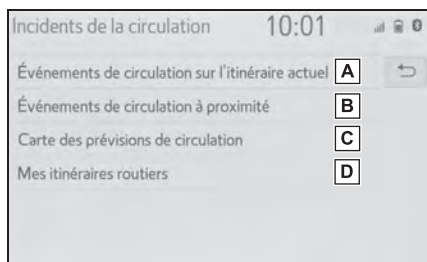 Incidents de la circulation 10:01
Événements de circulation sur l'itinéraire actuel A
Événements de circulation à proximité B
Carte des prévisions de circulation C
Mes itinéraires routiers D